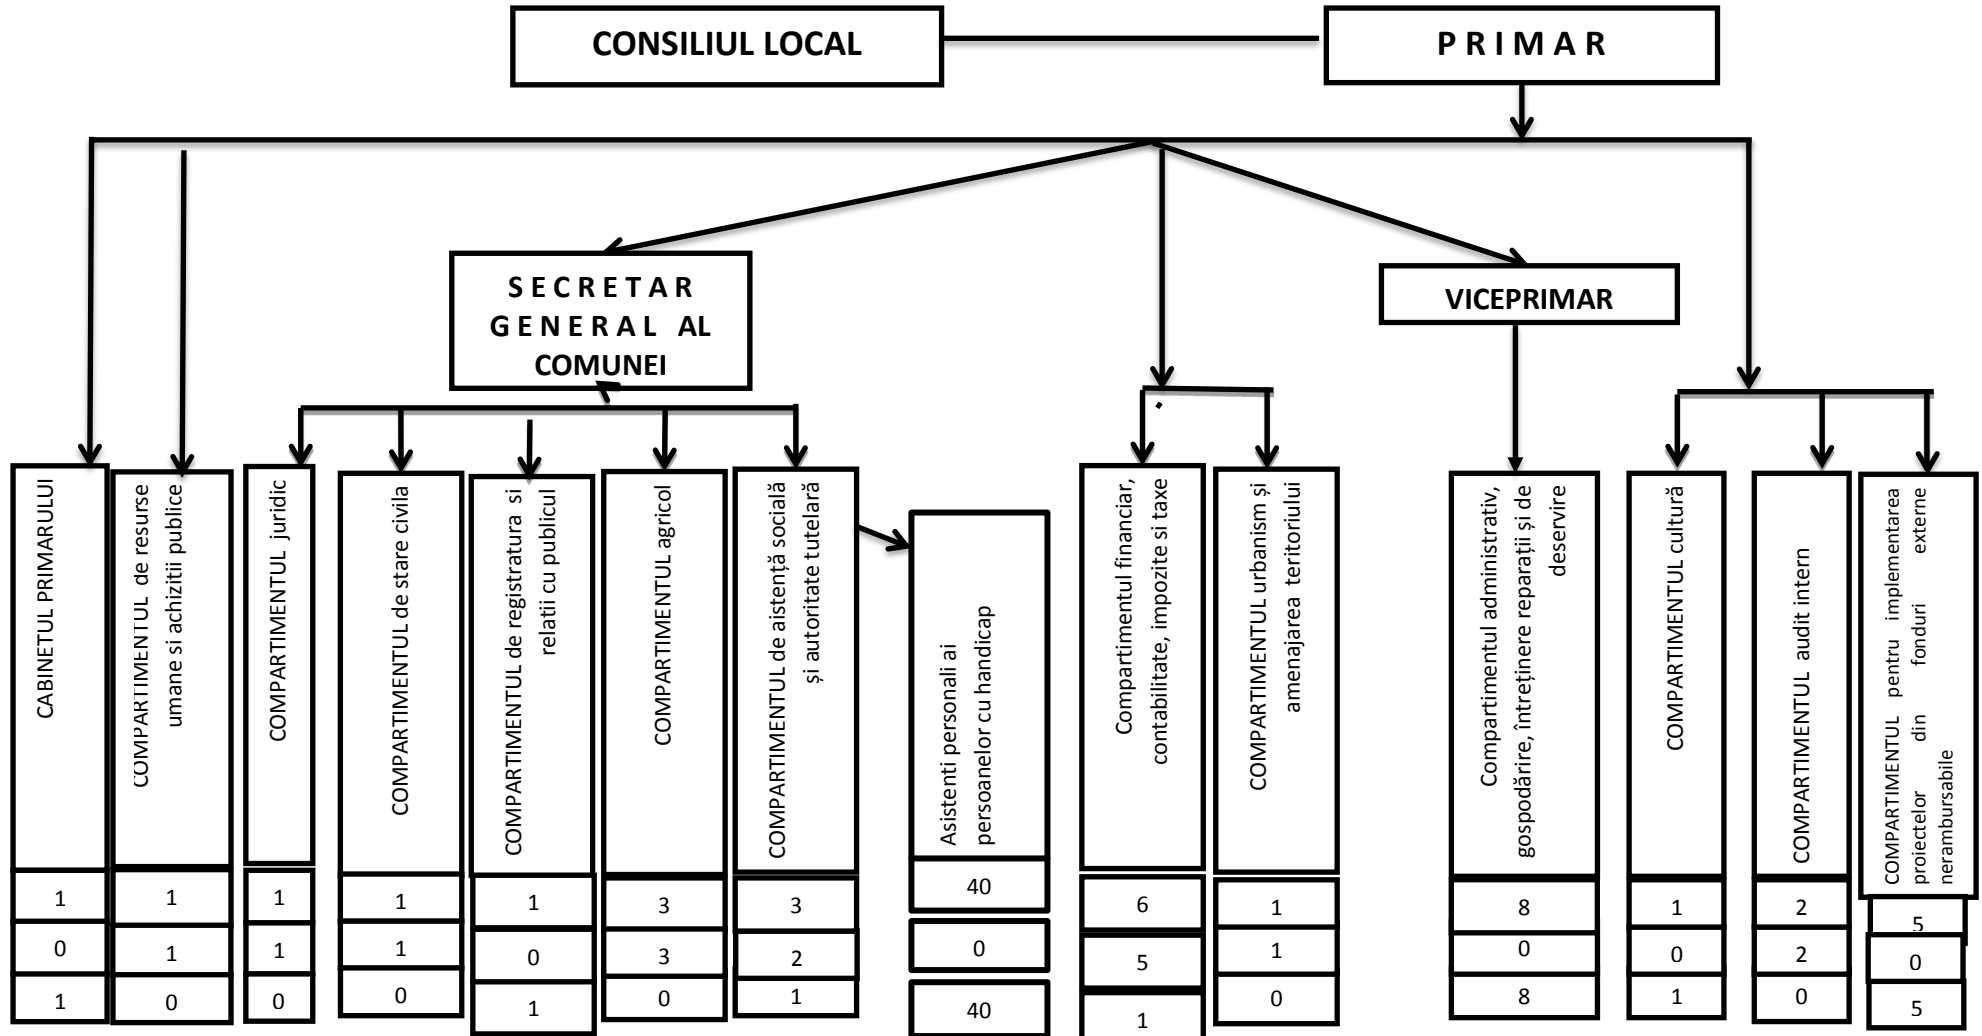 CONSILIUL LOCAL
P R I M A R
S E C R E T A R
G E N E R A L AL
COMUNEI
VICEPRIMAR
CABINETUL PRIMARULUI
COMPARTIMENTUL de resurse
umane si achizitii publice
COMPARTIMENTUL juridic
COMPARTIMENTUL de stare civila
COMPARTIMENTUL de registratura si
relatii cu publicul
COMPARTIMENTUL agricol
COMPARTIMENTUL de aistență socială
și autoritate tutelară
Asistenti personali ai
persoanelor cu handicap
Compartimentul financiar,
contabilitate, impozite si taxe
COMPARTIMENTUL urbanism și
amenajarea teritoriului
Compartimentul administrativ,
gospodărire, întreținere reparații și de
deservire
COMPARTIMENTUL cultură
COMPARTIMENTUL audit intern
COMPARTIMENTUL pentru implementarea
proiectelor din fonduri externe
nerambursabile
1 1 1 1 1 3 3 40 6 1 8 1 2 5
0 1 1 1 0 3 2 0 5 1 0 0 2 0
1 0 0 0 1 0 1 40 1 0 8 1 0 5